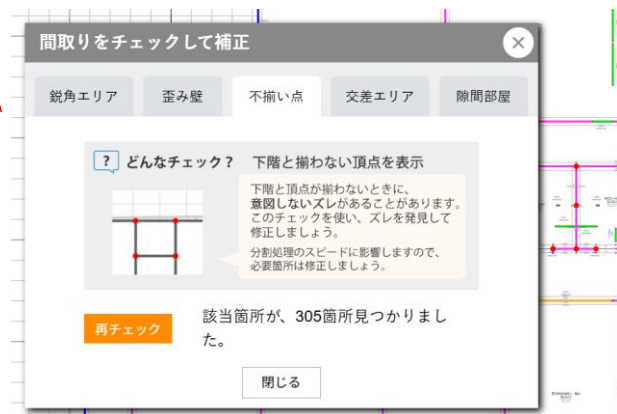 間取りをチェックして補正
鋭角エリア
歪み壁
不揃い点
交差エリア
隙間部屋
? どんなチェック? 下階と揃わない頂点を表示
下階と頂点が揃わないときに、
意図しないズレがあることがあります。
このチェックを使い、ズレを発見して
修正しましょう。
分割処理のスピードに影響しますので、
必要箇所は修正しましょう。
再チェック
該当箇所が、305箇所見つかりまし
た。
閉じる